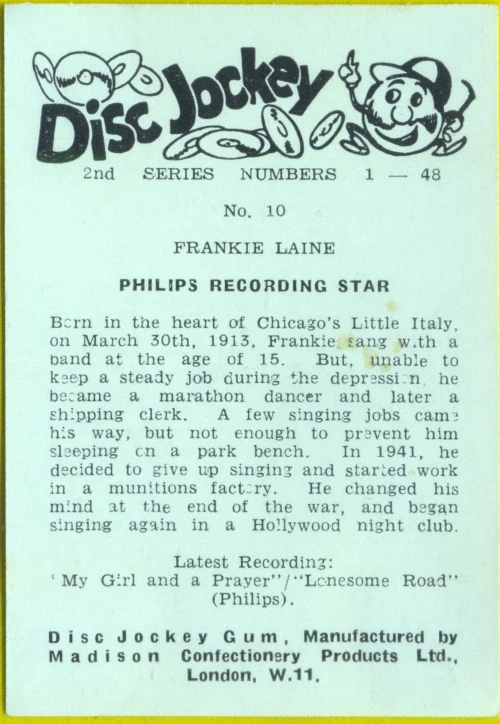 Disc Jockey
2nd SERIES NUMBERS 1 — 48
No. 10
FRANKIE LAINE
PHILIPS RECORDING STAR
Born in the heart of Chicago's Little Italy,
on March 30th, 1913, Frankie sang with a
band at the age of 15. But, unable to
keep a steady job during the depression, he
became a marathon dancer and later a
shipping clerk. A few singing jobs came
his way, but not enough to prevent him
sleeping on a park bench. In 1941, he
decided to give up singing and started work
in a munitions factory. He changed his
mind at the end of the war, and began
singing again in a Hollywood night club.
Latest Recording:
'My Girl and a Prayer"/"Lonesome Road"
(Philips).
Disc Jockey Gum, Manufactured by
Madison Confectionery Products Ltd.,
London, W.11.